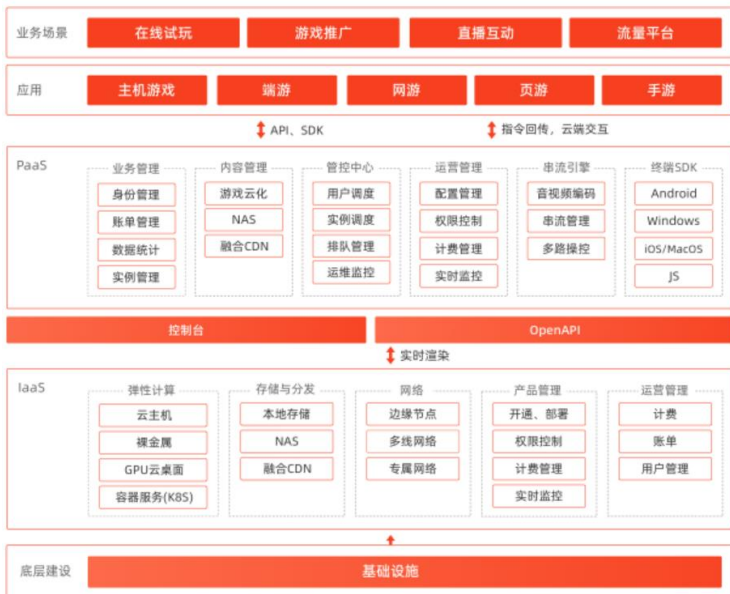 业务场景
在线试玩
游戏推广
直播互动
流量平台
应用
主机游戏
端游
网游
页游
手游
API、SDK
指令回传，云端交互
PaaS
业务管理
身份管理
账单管理
数据统计
实例管理
内容管理
游戏云化
NAS
融合CDN
管控中心
用户调度
实例调度
排队管理
运维监控
运营管理
配置管理
权限控制
计费管理
实时监控
串流引擎
音视频编码
串流管理
多路操控
终端SDK
Android
Windows
iOS/MacOS
JS
控制台
OpenAPI
实时渲染
IaaS
弹性计算
云主机
裸金属
GPU云桌面
容器服务(K8S)
存储与分发
本地存储
NAS
融合CDN
网络
边缘节点
多线网络
专属网络
产品管理
开通、部署
权限控制
计费管理
实时监控
运营管理
计费
账单
用户管理
底层建设
基础设施